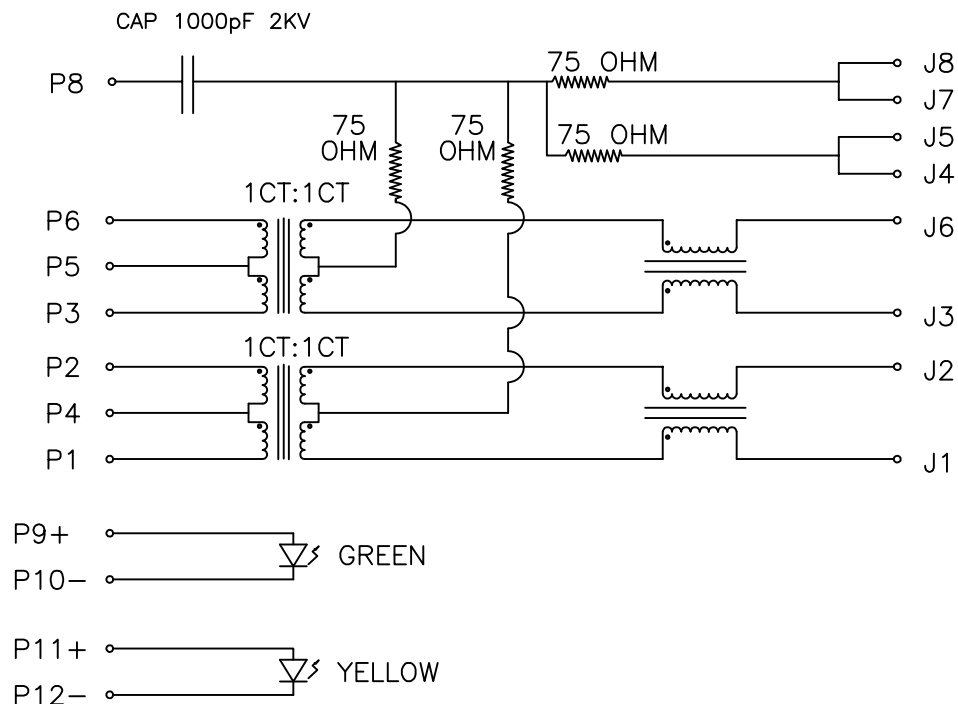 CAP 1000pF 2KV
P8
75 OHM
J8
J7
75
OHM
75
OHM
75 OHM
J5
J4
1CT:1CT
P6
J6
P5
P3
J3
1CT:1CT
P2
J2
P4
P1
J1
P9+
GREEN
P10-
P11+
YELLOW
P12-